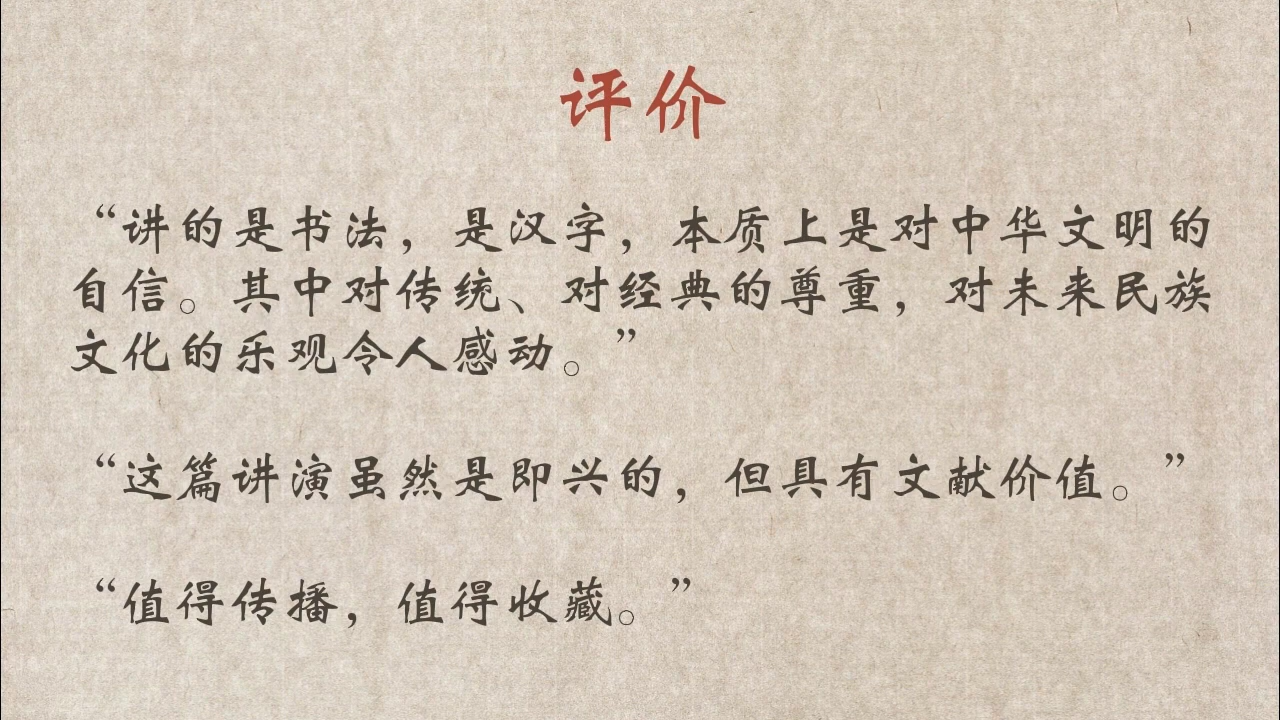 评价
“讲的是书法，是汉字，本质上是对中华文明的
自信。其中对传统、对经典的尊重，对未来民族
文化的乐观令人感动。”
“这篇讲演虽然是即兴的，但具有文献价值。”
“值得传播，值得收藏。”